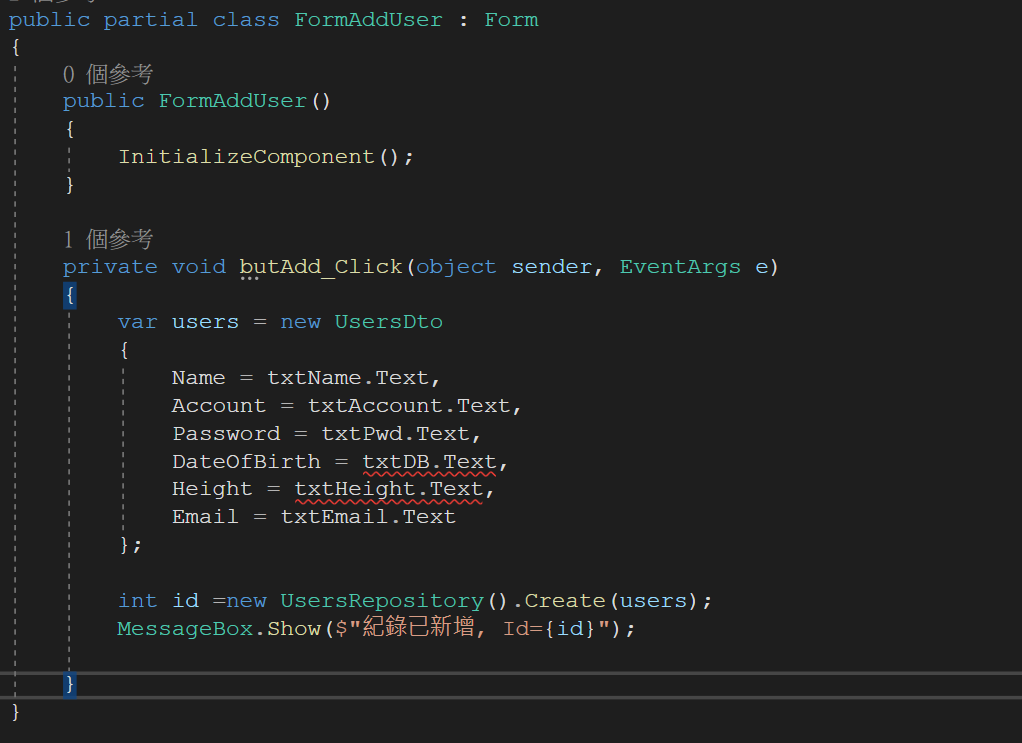 public partial class FormAddUser : Form
{
0 個參考
public FormAddUser()
{
InitializeComponent();
}
1 個參考
private void butAdd_Click(object sender, EventArgs e)
{
var users = new UsersDto
{
Name = txtName.Text,
Account = txtAccount.Text,
Password = txtPwd.Text,
DateOfBirth = txtDB.Text,
Height = txtHeight.Text,
Email = txtEmail.Text
};
int id =new UsersRepository().Create(users);
MessageBox.Show($"紀錄已新增, Id={id}");
}
}